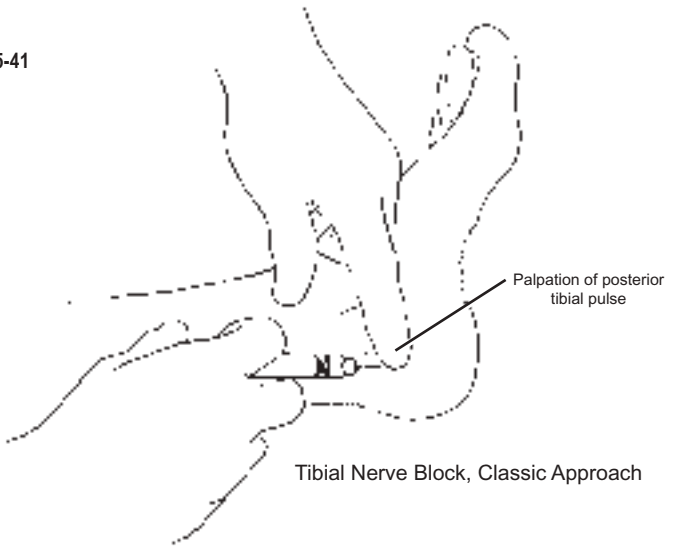 5-41
Palpation of posterior
tibial pulse
Tibial Nerve Block, Classic Approach